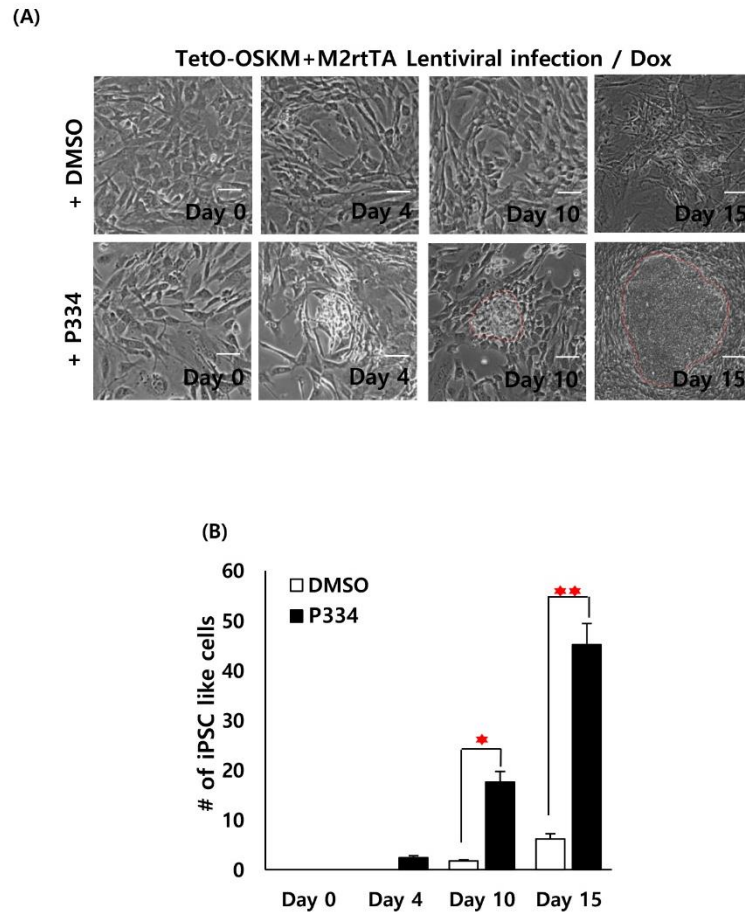 (A)
TetO-OSKM+M2rtTA Lentiviral infection / Dox
+ DMSO
Day 0
Day 4
Day 10
Day 15
+ P334
Day 0
Day 4
Day 10
Day 15
(B)
# of iPSC like cells
60
50
40
30
20
10
0
DMSO
P334
Day 0
Day 4
Day 10
Day 15